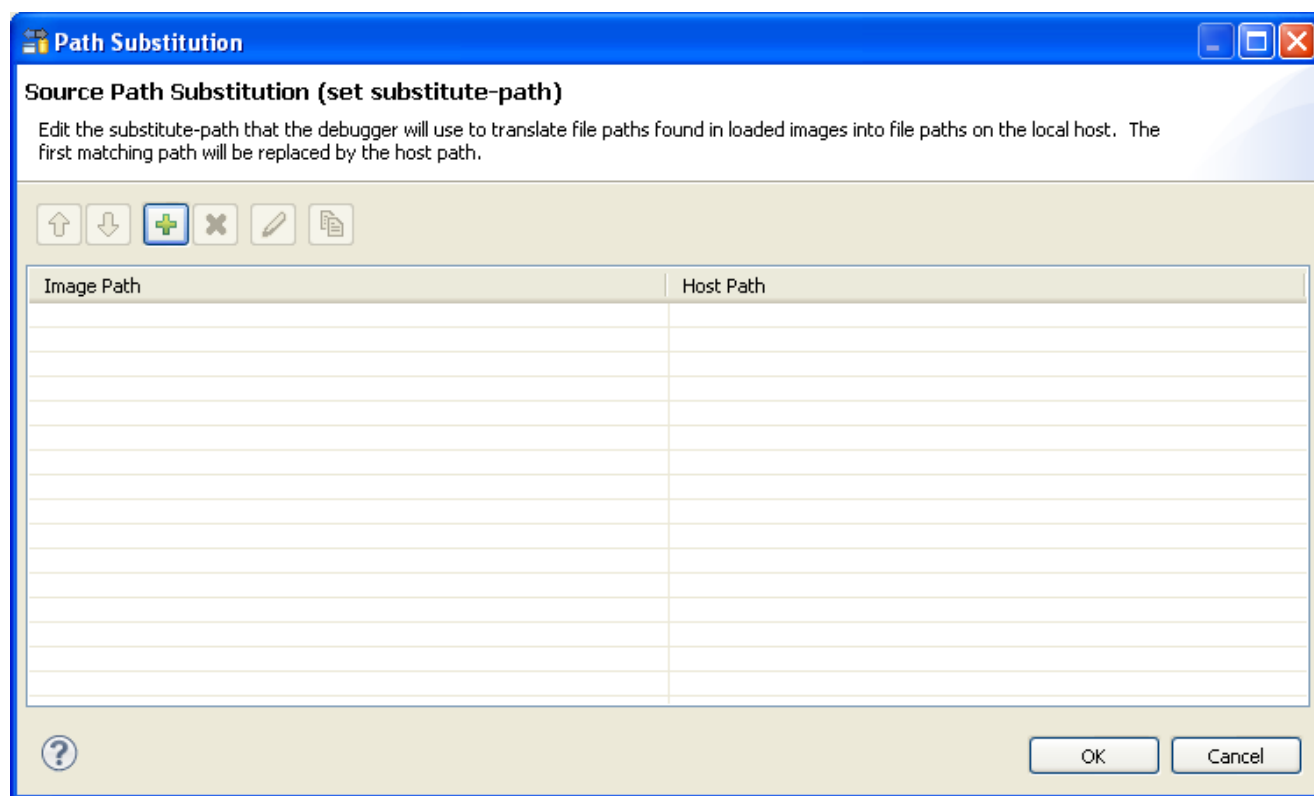 Path Substitution
Source Path Substitution (set substitute-path)
Edit the substitute-path that the debugger will use to translate file paths found in loaded images into file paths on the local host.  The
first matching path will be replaced by the host path.
Image Path
Host Path
?
OK
Cancel